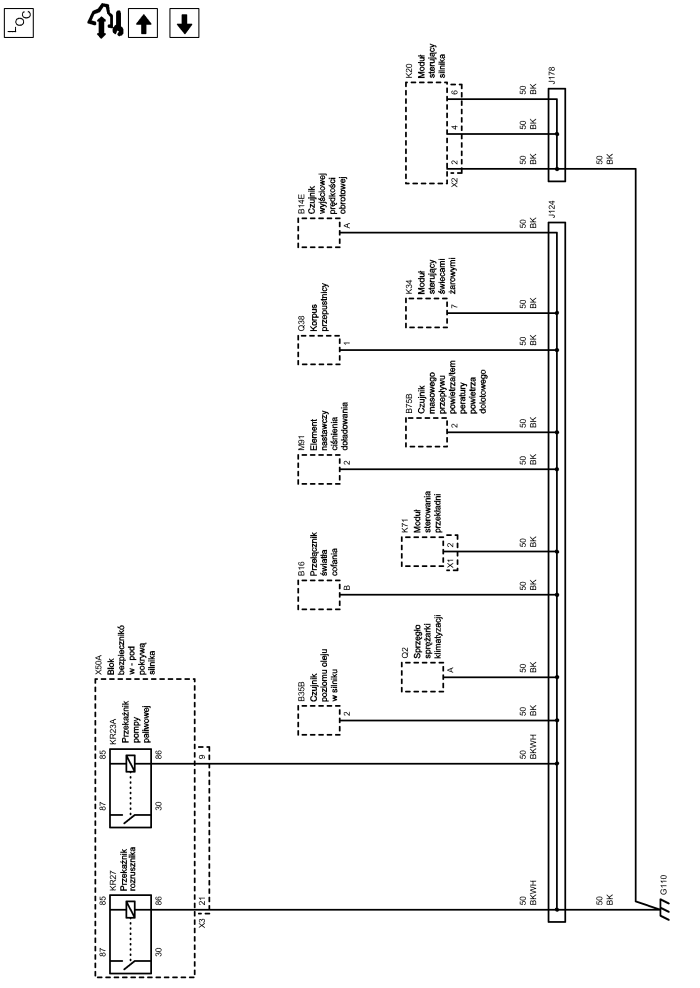 LOC
X50A
Blok
bezpiecznikó
w - pod
pokrywą
silnika
KR27
Przekaźnik
rozrusznika
87
85
30
86
KR23A
Przekaźnik
pompy
paliwowej
87
85
30
86
X3
21
9
B35B
Czujnik
poziomu oleju
w silniku
2
B16
Przełącznik
światła
cofania
B
M91
Element
nastawczy
ciśnienia
doładowania
2
Q38
Korpus
przepustnicy
1
B14E
Czujnik
wyjściowej
prędkości
obrotowej
A
Q2
Sprzęgło
sprężarki
klimatyzacji
A
K71
Moduł
sterowania
przekładni
X1
2
B75B
Czujnik
masowego
przepływu
powietrza/tem
peratury
powietrza
dolotowego
2
K34
Moduł
sterujący
świecami
żarowymi
7
K20
Moduł
sterujący
silnika
X2
2
4
6
50
BKWH
50
BKWH
50
BK
50
BK
50
BK
50
BK
50
BK
50
BK
50
BK
50
BK
50
BK
50
BK
50
BK
50
BK
J124
J178
50
BK
50
BK
G110